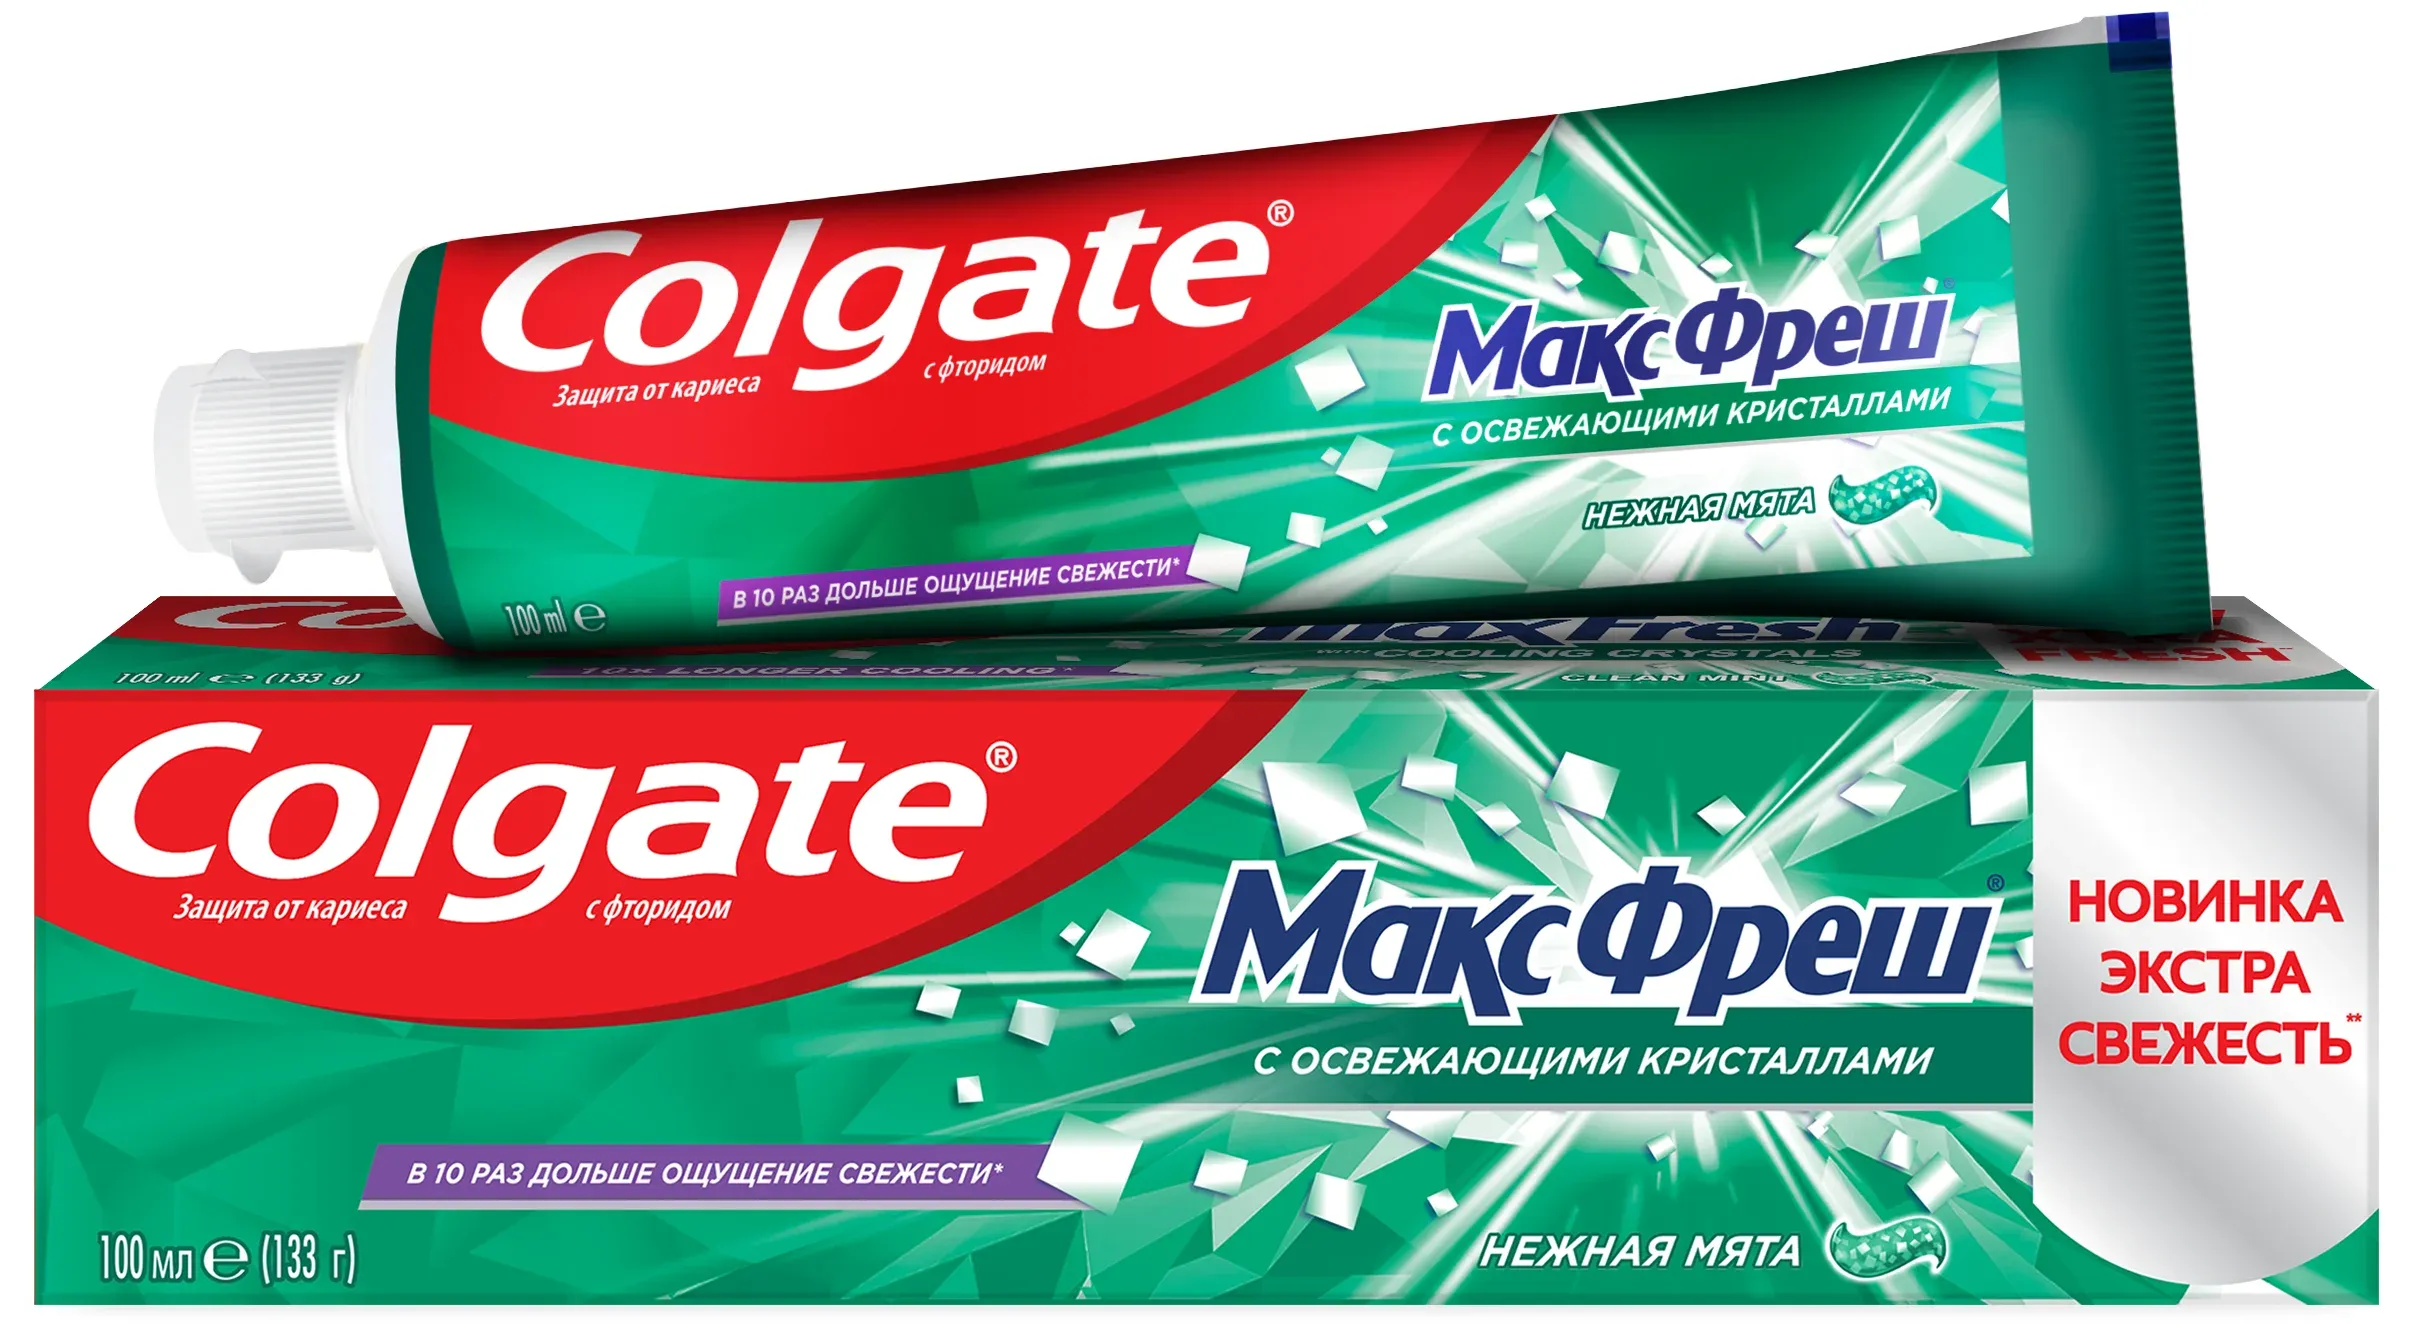 Colgate®
Защита от кариеса
с фторидом
МаксФреш®
С ОСВЕЖАЮЩИМИ КРИСТАЛЛАМИ
НЕЖНАЯ МЯТА
В 10 РАЗ ДОЛЬШЕ ОЩУЩЕНИЕ СВЕЖЕСТИ*
100 ml e
MaxFresh
WITH COOLING CRYSTALS
CLEAN MINT
10X LONGER COOLING*
100 ml e (133 g)
FRESH**
Colgate®
Защита от кариеса
с фторидом
МаксФреш®
С ОСВЕЖАЮЩИМИ КРИСТАЛЛАМИ
НОВИНКА
ЭКСТРА
СВЕЖЕСТЬ**
В 10 РАЗ ДОЛЬШЕ ОЩУЩЕНИЕ СВЕЖЕСТИ*
НЕЖНАЯ МЯТА
100 мл e (133 г)